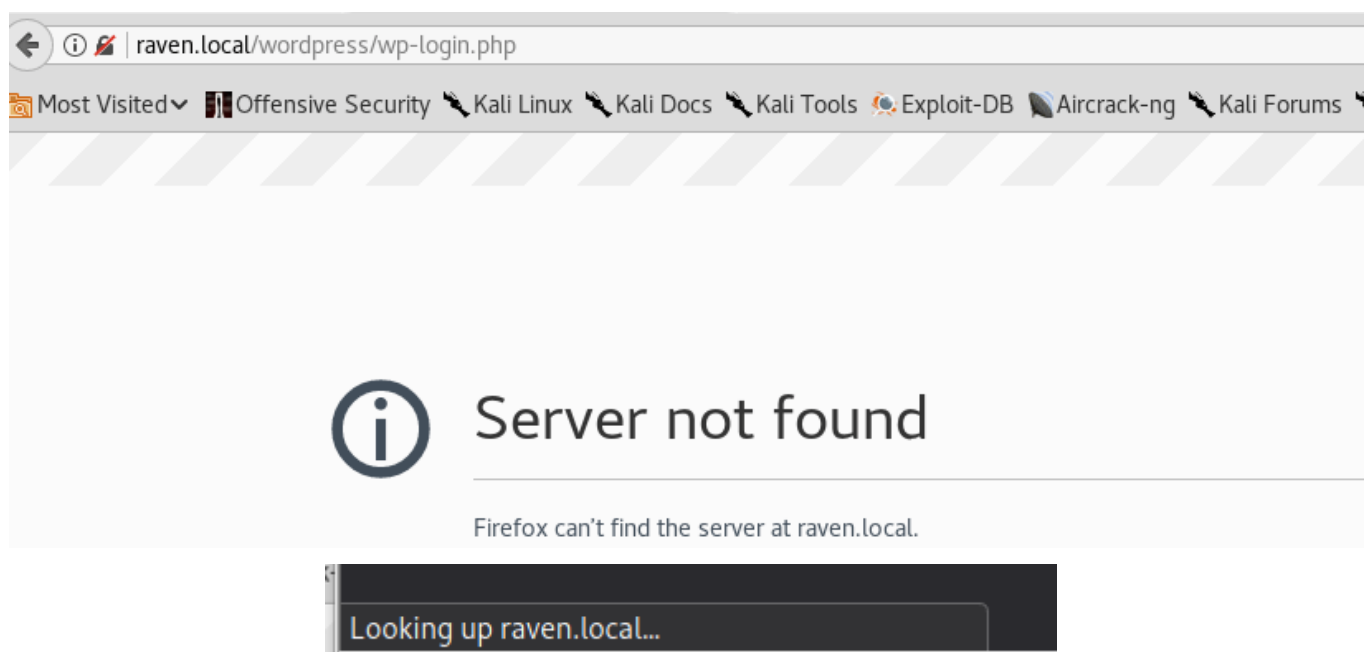 raven.local/wordpress/wp-login.php
Most Visited Offensive Security Kali Linux Kali Docs Kali Tools Exploit-DB Aircrack-ng Kali Forums
Server not found
Firefox can't find the server at raven.local.
Looking up raven.local...